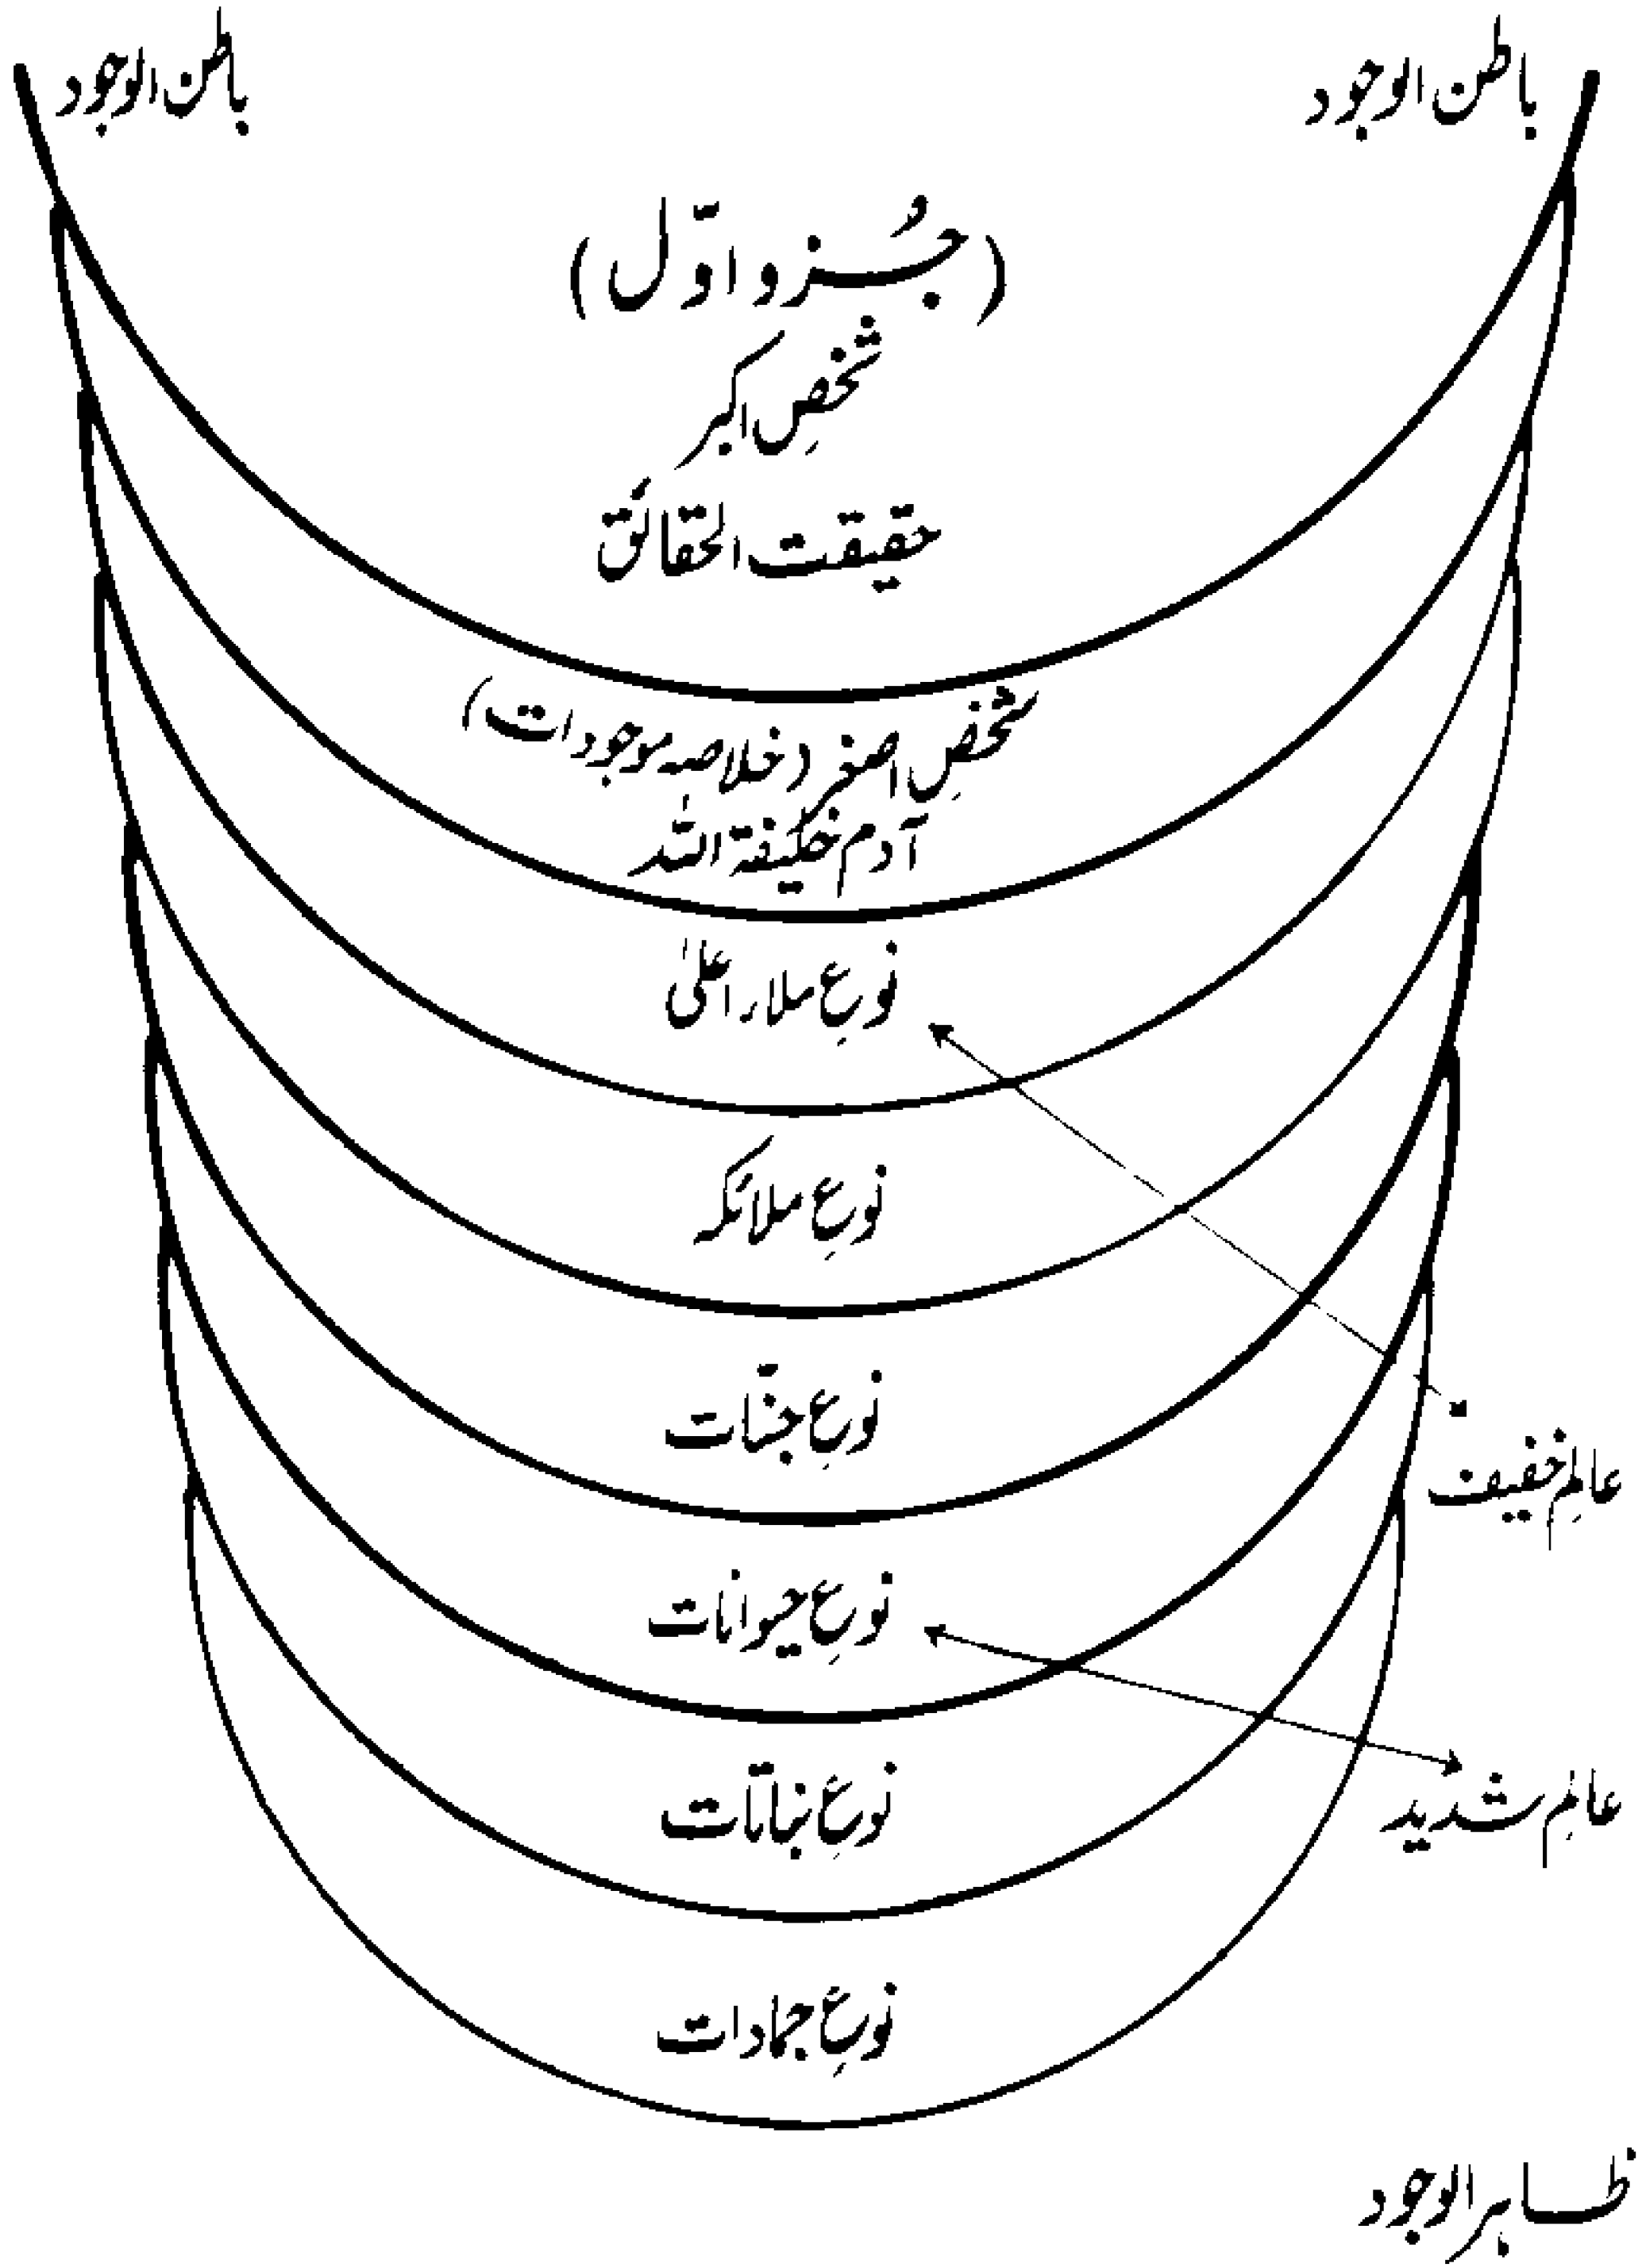 باطن الوجود
باطن الوجود
(جُزو اوّل)
شخصِ اکبر
حقیقت الحقائق
شخصِ اصغر (خلاصہ موجودات)
آدم خلیفۃ اللہ
نوعِ ملاء اعلیٰ
نوعِ ملائکہ
نوعِ جنّات
عالمِ خفیف
نوعِ حیوانات
عالمِ شدید
نوعِ نباتات
نوعِ جمادات
ظاہر الوجود